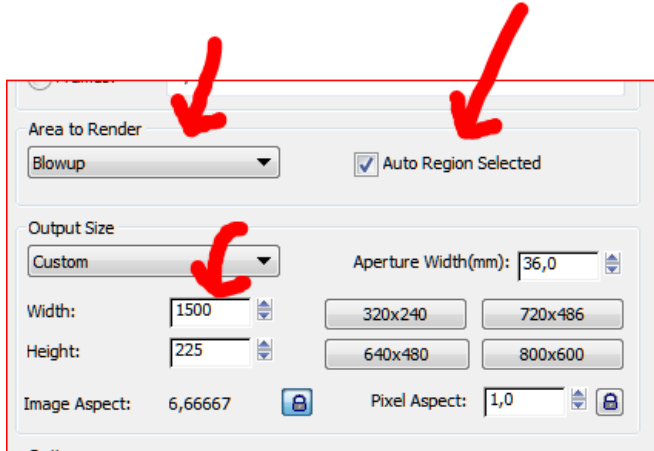 Area to Render
Blowup
Auto Region Selected
Output Size
Custom
Aperture Width(mm): 36,0
Width: 1500
320x240 720x486
Height: 225
640x480 800x600
Image Aspect: 6,66667
Pixel Aspect: 1,0